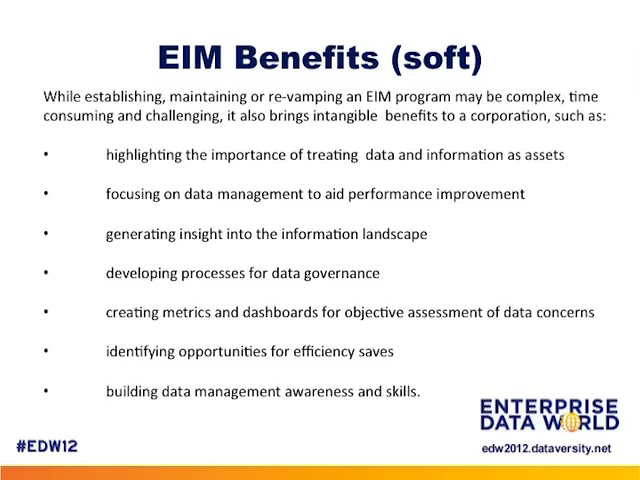 EIM Benefits (soft)
While establishing, maintaining or re-vamping an EIM program may be complex, time
consuming and challenging, it also brings intangible benefits to a corporation, such as:
• highlighting the importance of treating data and information as assets
• focusing on data management to aid performance improvement
• generating insight into the information landscape
• developing processes for data governance
• creating metrics and dashboards for objective assessment of data concerns
• identifying opportunities for efficiency saves
• building data management awareness and skills.
ENTERPRISE
DATA WORLD
#EDW12
edw2012.dataversity.net